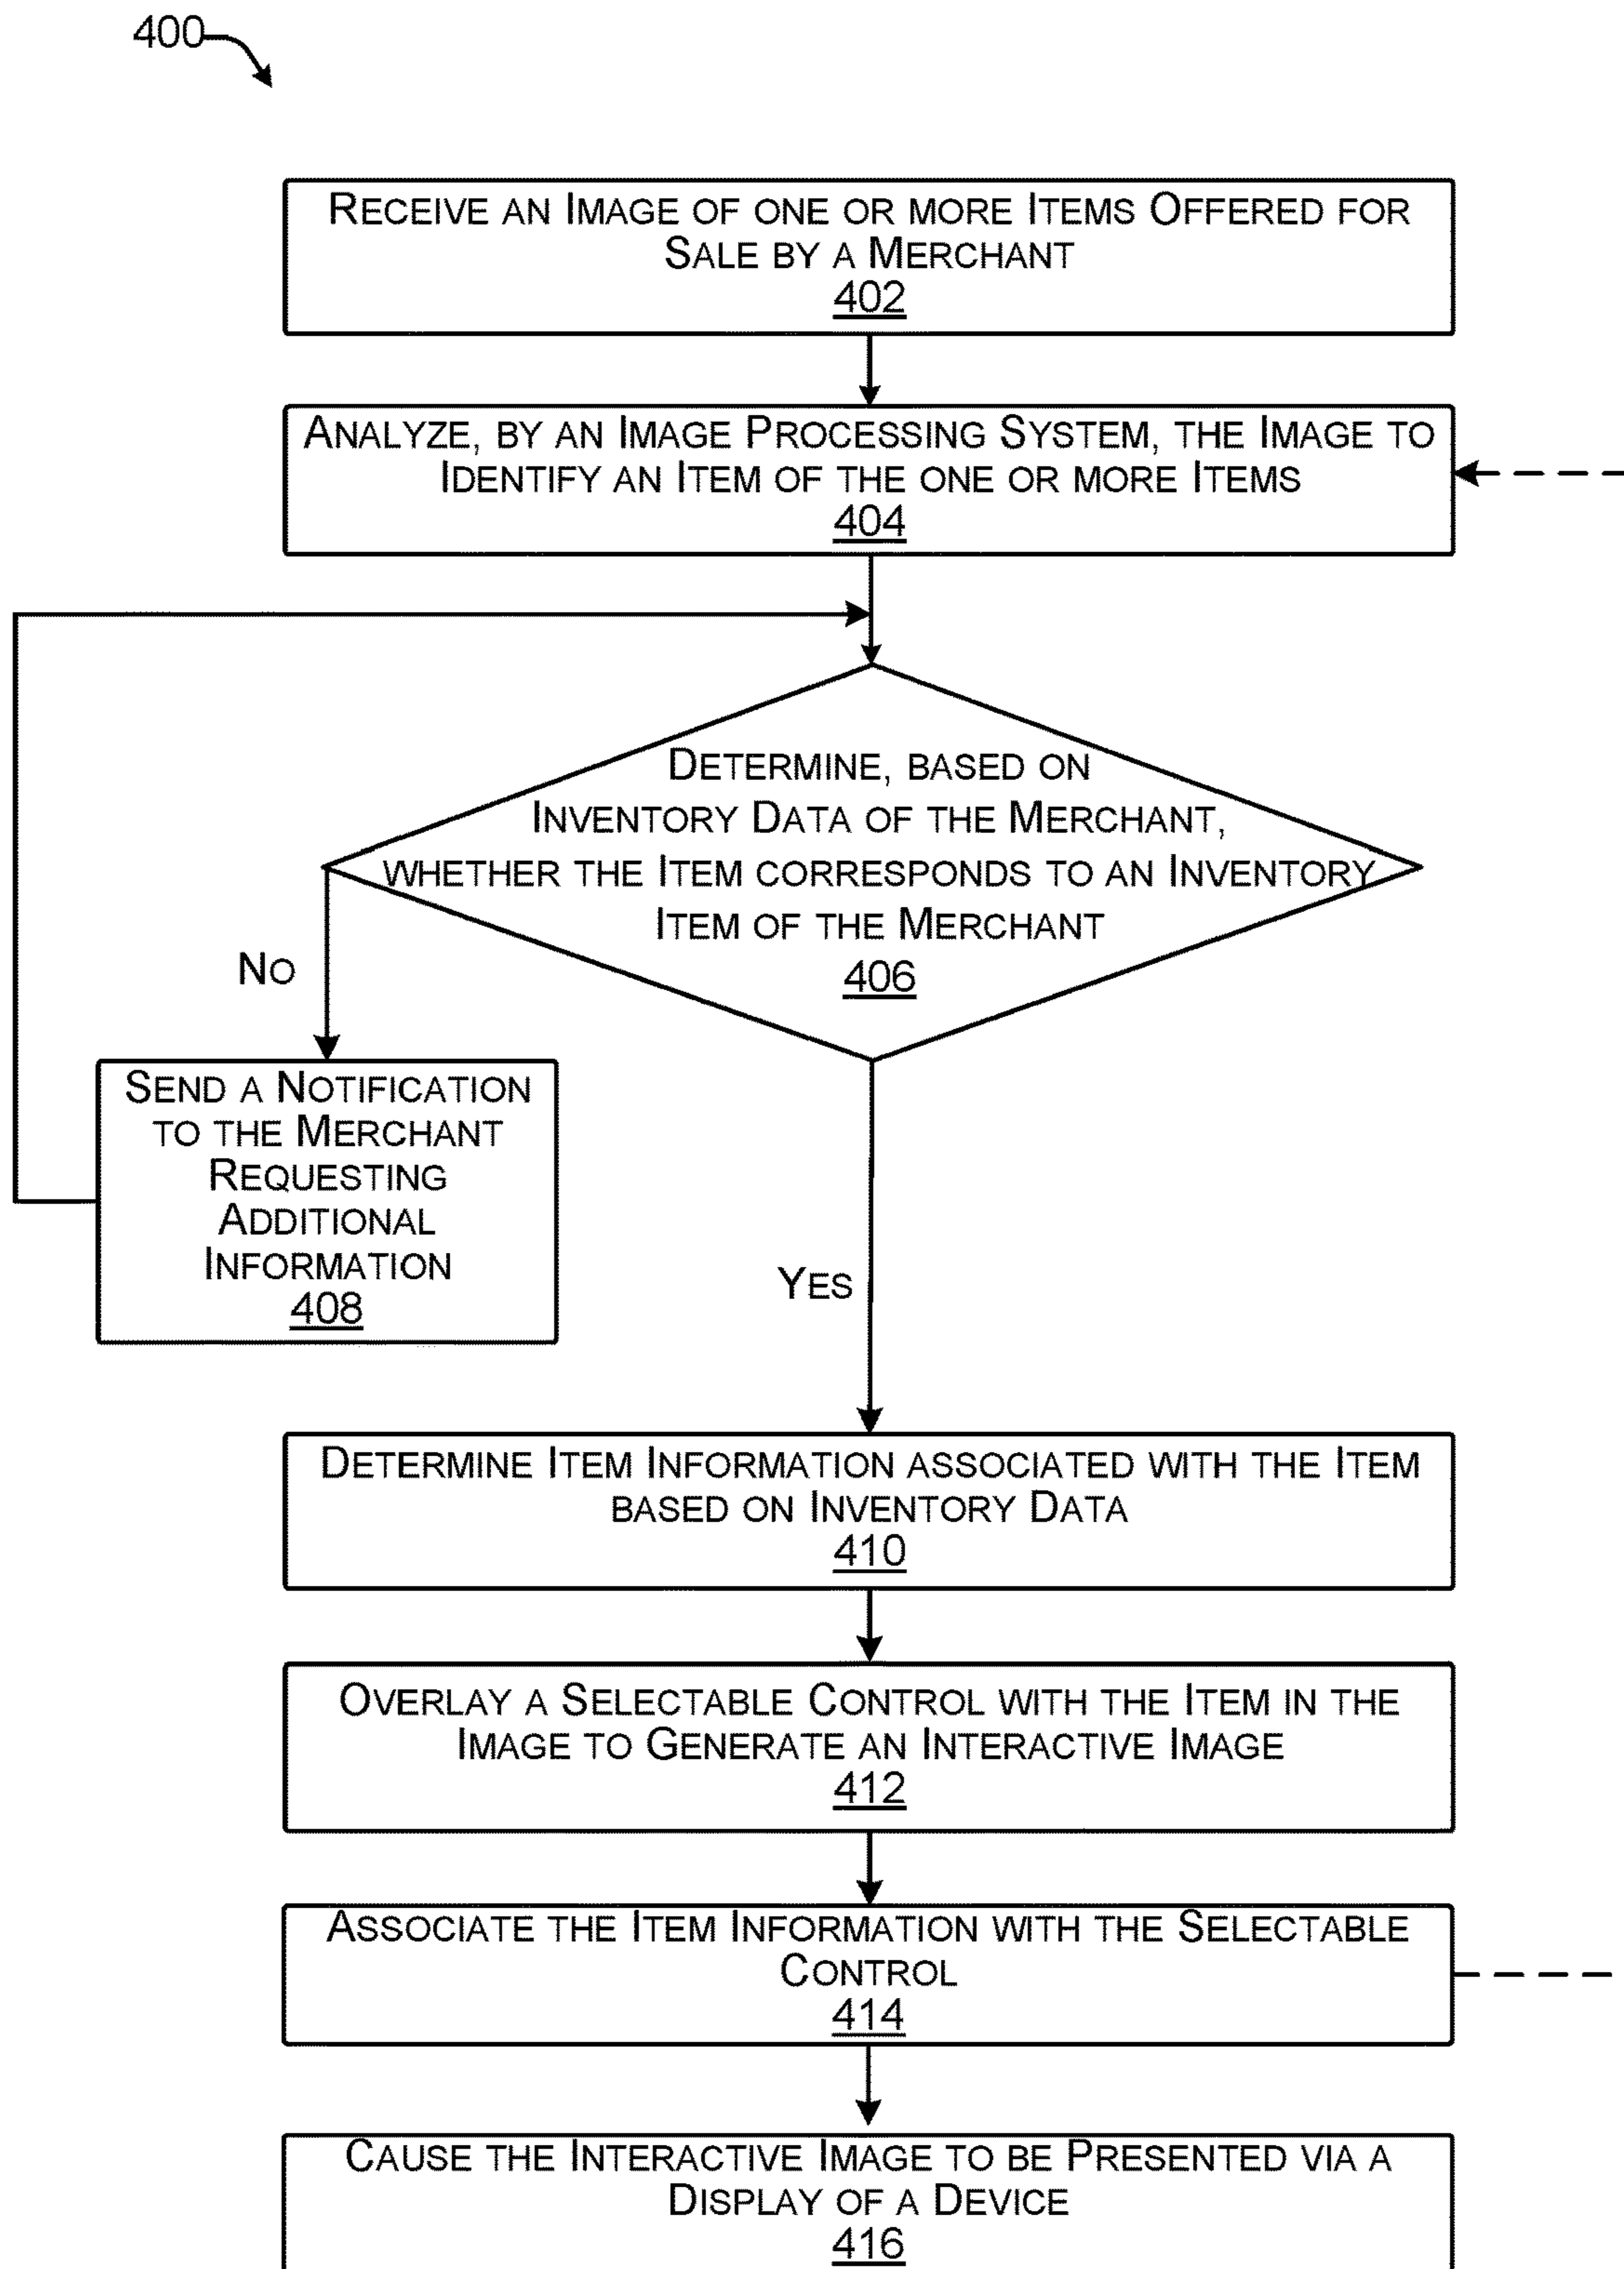 400
RECEIVE AN IMAGE OF ONE OR MORE ITEMS OFFERED FOR
SALE BY A MERCHANT
402
ANALYZE, BY AN IMAGE PROCESSING SYSTEM, THE IMAGE TO
IDENTIFY AN ITEM OF THE ONE OR MORE ITEMS
404
DETERMINE, BASED ON
INVENTORY DATA OF THE MERCHANT,
WHETHER THE ITEM CORRESPONDS TO AN INVENTORY
ITEM OF THE MERCHANT
406
NO
SEND A NOTIFICATION
TO THE MERCHANT
REQUESTING
ADDITIONAL
INFORMATION
408
YES
DETERMINE ITEM INFORMATION ASSOCIATED WITH THE ITEM
BASED ON INVENTORY DATA
410
OVERLAY A SELECTABLE CONTROL WITH THE ITEM IN THE
IMAGE TO GENERATE AN INTERACTIVE IMAGE
412
ASSOCIATE THE ITEM INFORMATION WITH THE SELECTABLE
CONTROL
414
CAUSE THE INTERACTIVE IMAGE TO BE PRESENTED VIA A
DISPLAY OF A DEVICE
416